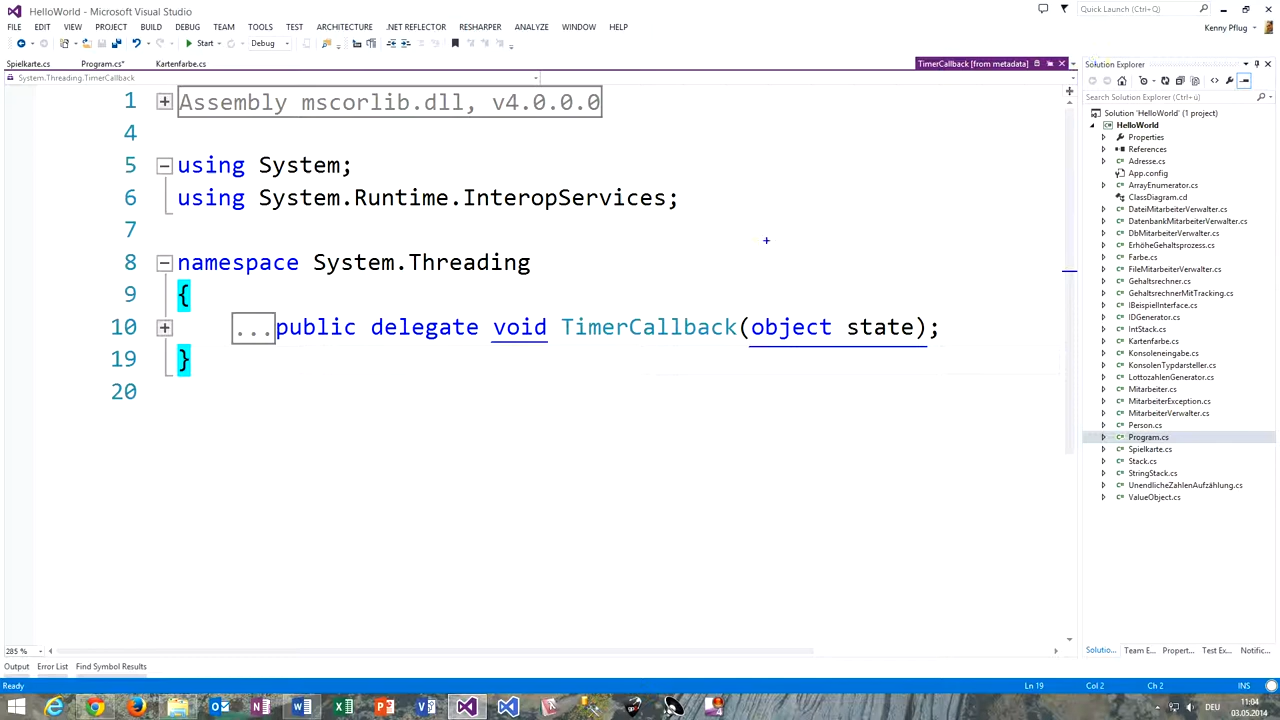 HelloWorld - Microsoft Visual Studio
Quick Launch (Ctrl+Q)
FILE EDIT VIEW PROJECT BUILD DEBUG TEAM TOOLS TEST ARCHITECTURE .NET REFLECTOR RESHARPER ANALYZE WINDOW HELP
Kenny Pflug
Start Debug
Spielkarte.cs Program.cs* Kartenfarbe.cs TimerCallback [from metadata]
System.Threading.TimerCallback
1 Assembly mscorlib.dll, v4.0.0.0
4
5 using System;
6 using System.Runtime.InteropServices;
7
8 namespace System.Threading
9 {
10 ...public delegate void TimerCallback(object state);
19 }
20
285 %
Output Error List Find Symbol Results
Ready
Ln 19 Col 2 Ch 2 INS
Solution Explorer
Search Solution Explorer (Ctrl+ü)
Solution 'HelloWorld' (1 project)
HelloWorld
Properties
References
Adresse.cs
App.config
ArrayEnumerator.cs
ClassDiagram.cd
DateiMitarbeiterVerwalter.cs
DatenbankMitarbeiterVerwalter.cs
DbMitarbeiterVerwalter.cs
ErhöheGehaltsprozess.cs
Farbe.cs
FileMitarbeiterVerwalter.cs
Gehaltsrechner.cs
GehaltsrechnerMitTracking.cs
IBeispielInterface.cs
IDGenerator.cs
IntStack.cs
Kartenfarbe.cs
Konsoleneingabe.cs
KonsolenTypdarsteller.cs
LottozahlenGenerator.cs
Mitarbeiter.cs
MitarbeiterException.cs
MitarbeiterVerwalter.cs
Person.cs
Program.cs
Spielkarte.cs
Stack.cs
StringStack.cs
UnendlicheZahlenAufzählung.cs
ValueObject.cs
Solutio... Team E... Propert... Test Ex... Notific...
DE 11:04
03.05.2014